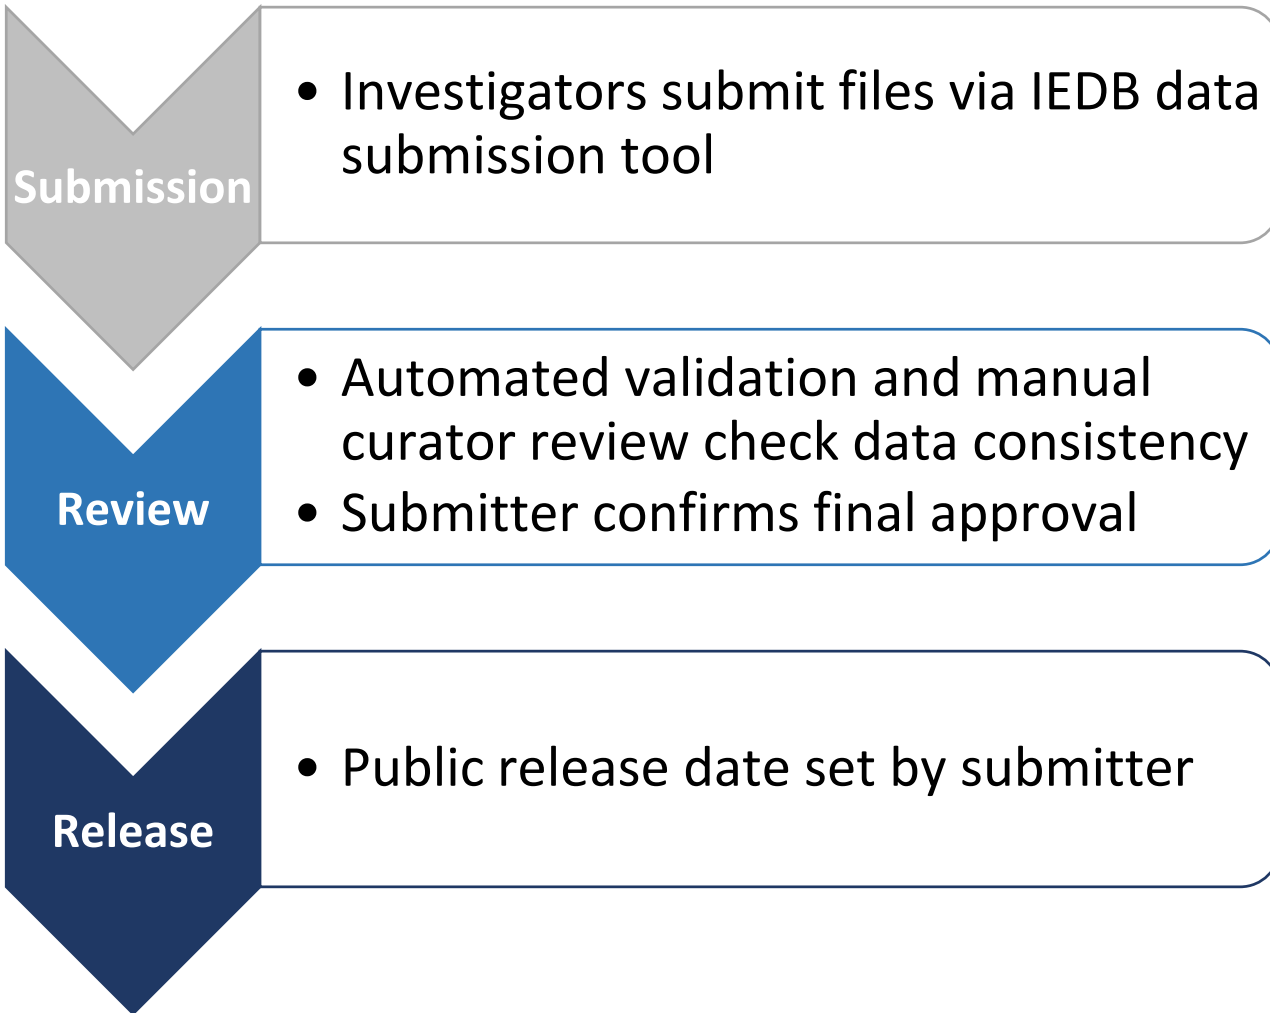 Submission
• Investigators submit files via IEDB data
submission tool
Review
• Automated validation and manual
curator review check data consistency
• Submitter confirms final approval
Release
• Public release date set by submitter